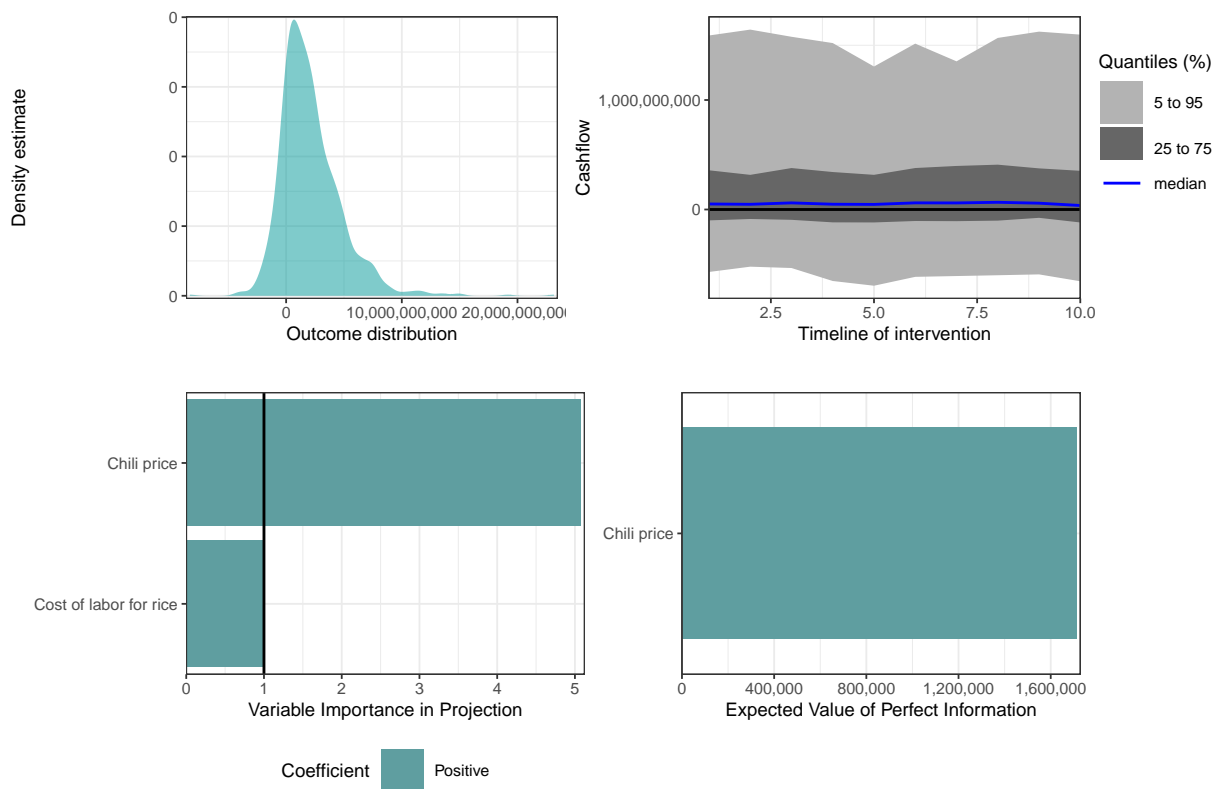 Density estimate
0
0
0
0
0
0
10,000,000,000
20,000,000,000
Outcome distribution
Cashflow
1,000,000,000
0
2.5
5.0
7.5
10.0
Timeline of intervention
Quantiles (%)
5 to 95
25 to 75
median
Chili price
Cost of labor for rice
0
1
2
3
4
5
Variable Importance in Projection
Coefficient
Positive
Chili price
0
400,000
800,000
1,200,000
1,600,000
Expected Value of Perfect Information